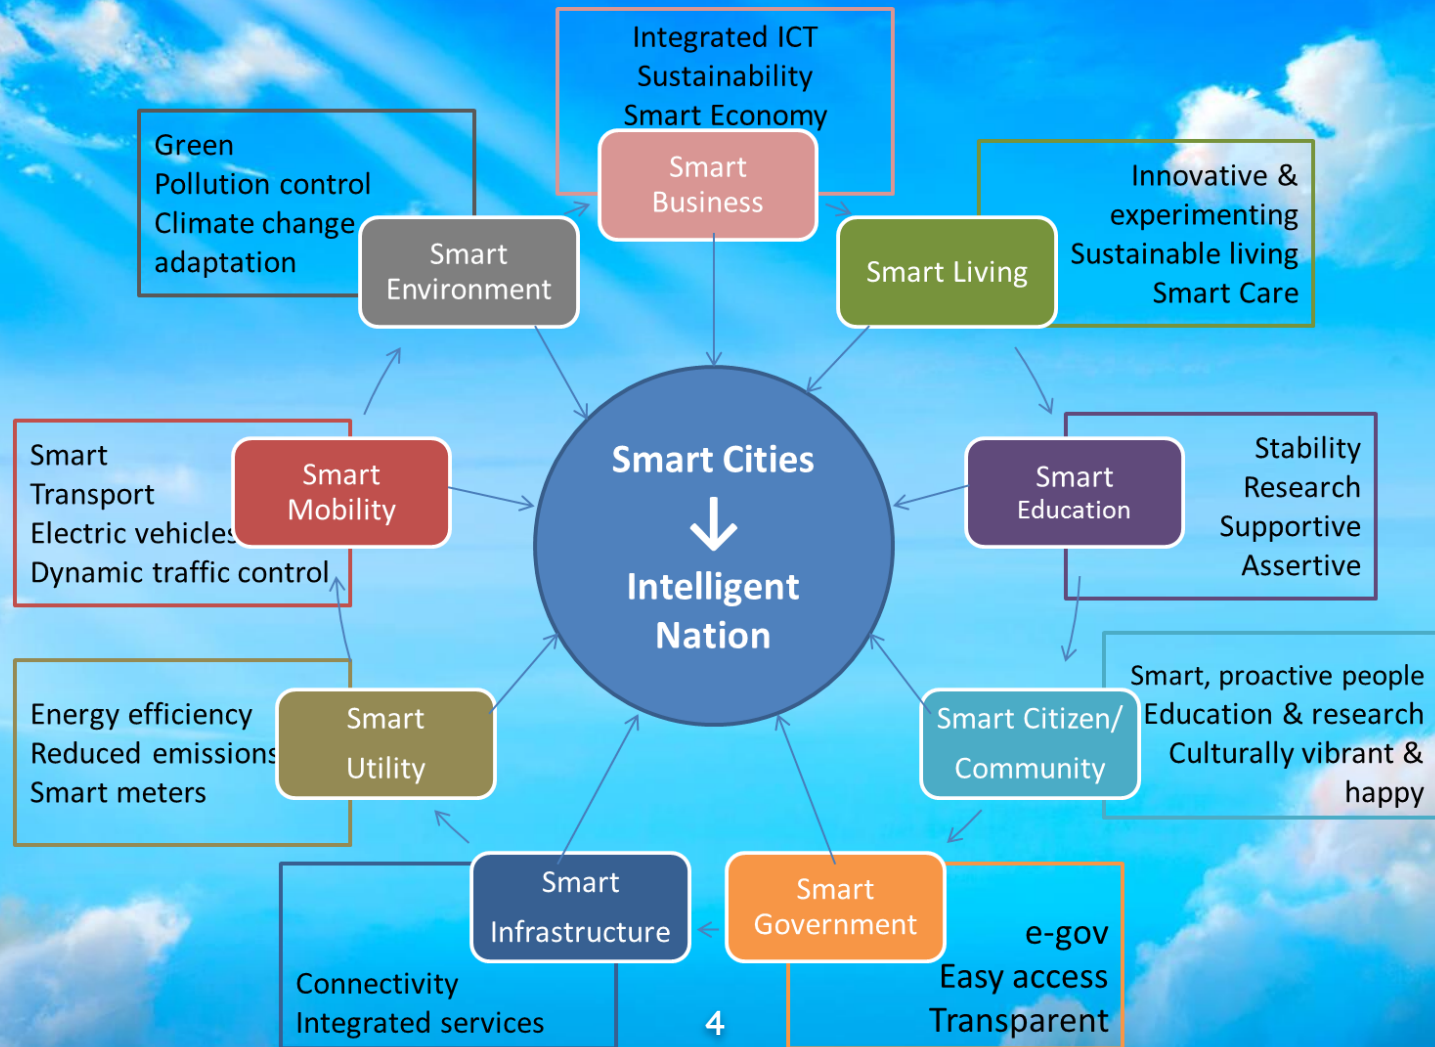 Integrated ICT
Sustainability
Smart Economy
Smart
Business
Green
Pollution control
Climate change
adaptation
Smart
Environment
Innovative &
experimenting
Sustainable living
Smart Care
Smart Living
Smart
Transport
Electric vehicles
Dynamic traffic control
Smart
Mobility
Smart Cities
↓
Intelligent
Nation
Stability
Research
Supportive
Assertive
Smart
Education
Energy efficiency
Reduced emissions
Smart meters
Smart
Utility
Smart, proactive people
Education & research
Culturally vibrant &
happy
Smart Citizen/
Community
Smart
Infrastructure
Connectivity
Integrated services
Smart
Government
e-gov
Easy access
Transparent
4